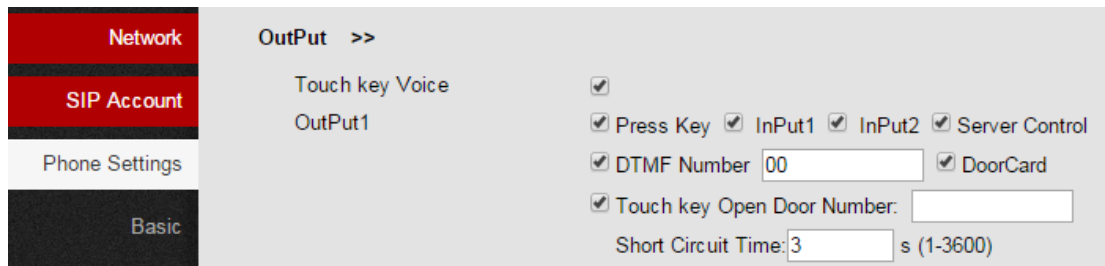 Network
SIP Account
Phone Settings
Basic
OutPut >>
Touch key Voice
OutPut1 Press Key InPut1 InPut2 Server Control
DTMF Number 00 DoorCard
Touch key Open Door Number:
Short Circuit Time: 3 s (1-3600)